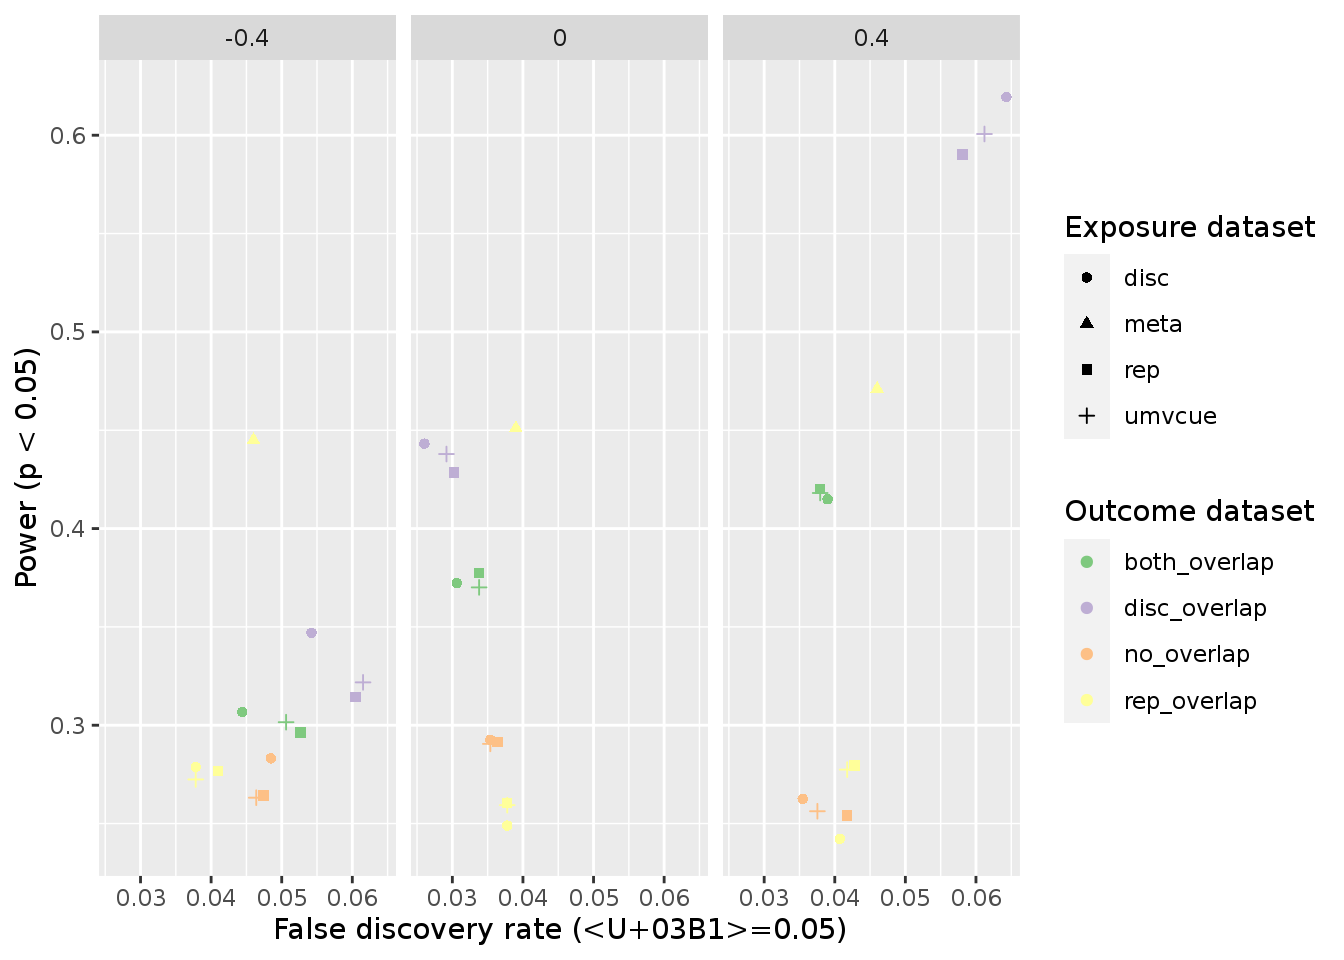 -0.4
0
0.4
0.6
0.5
0.4
0.3
Power (p < 0.05)
0.03 0.04 0.05 0.06
0.03 0.04 0.05 0.06
0.03 0.04 0.05 0.06
False discovery rate (<U+03B1>=0.05)
Exposure dataset
disc
meta
rep
umvcue
Outcome dataset
both_overlap
disc_overlap
no_overlap
rep_overlap